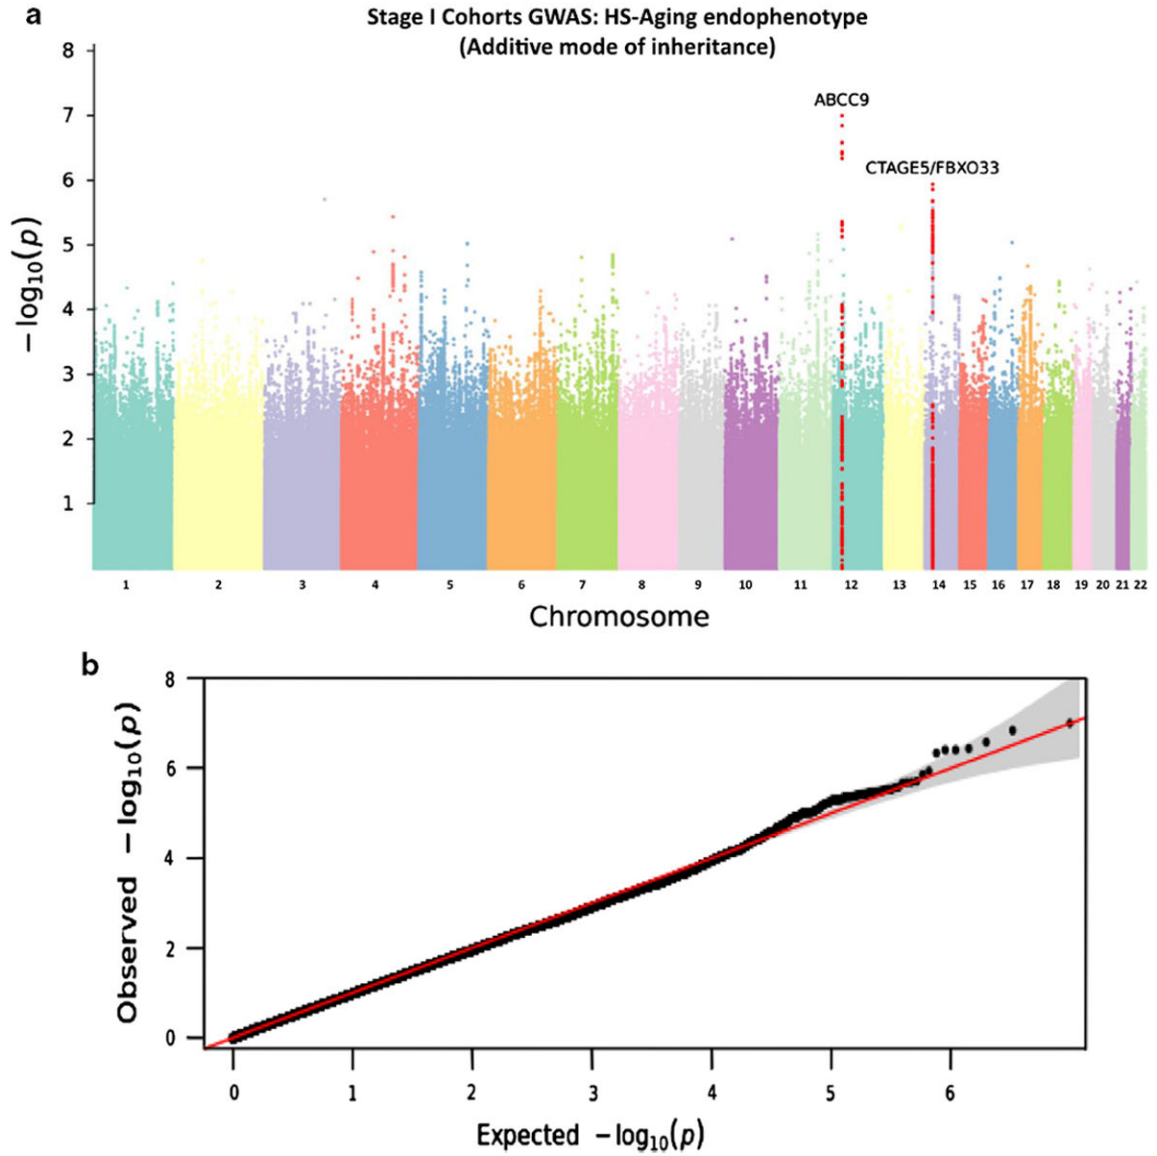 a
Stage I Cohorts GWAS: HS-Aging endophenotype
(Additive mode of inheritance)
8
7
6
5
4
3
2
1
−log10(p)
ABCC9
CTAGE5/FBXO33
1 2 3 4 5 6 7 8 9 10 11 12 13 14 15 16 17 18 19 20 21 22
Chromosome
b
8
6
4
2
0
Observed −log10(p)
0 1 2 3 4 5 6
Expected −log10(p)